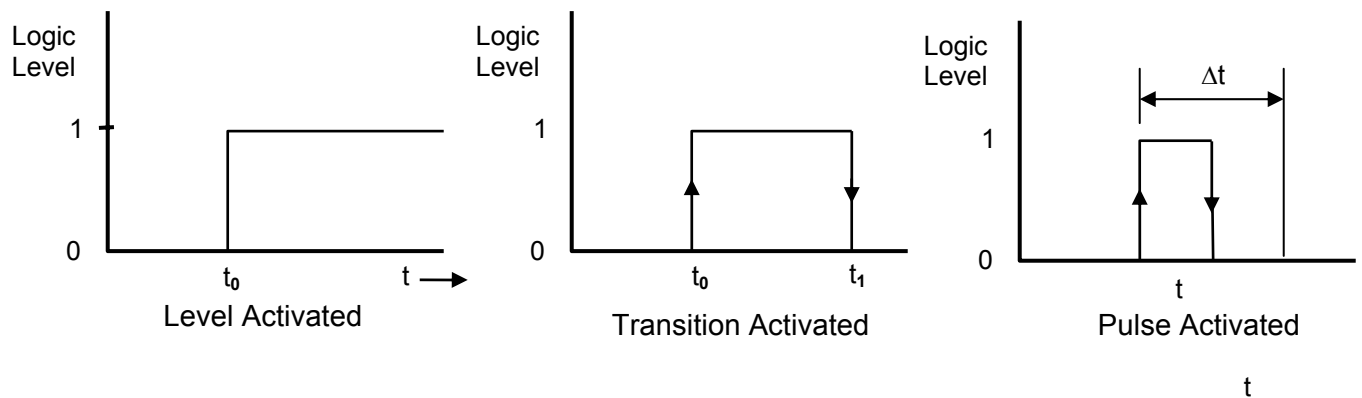 Logic
Level
1
0
t₀
t
Level Activated
Logic
Level
1
0
t₀
t₁
Transition Activated
Logic
Level
Δt
1
0
t
Pulse Activated
t